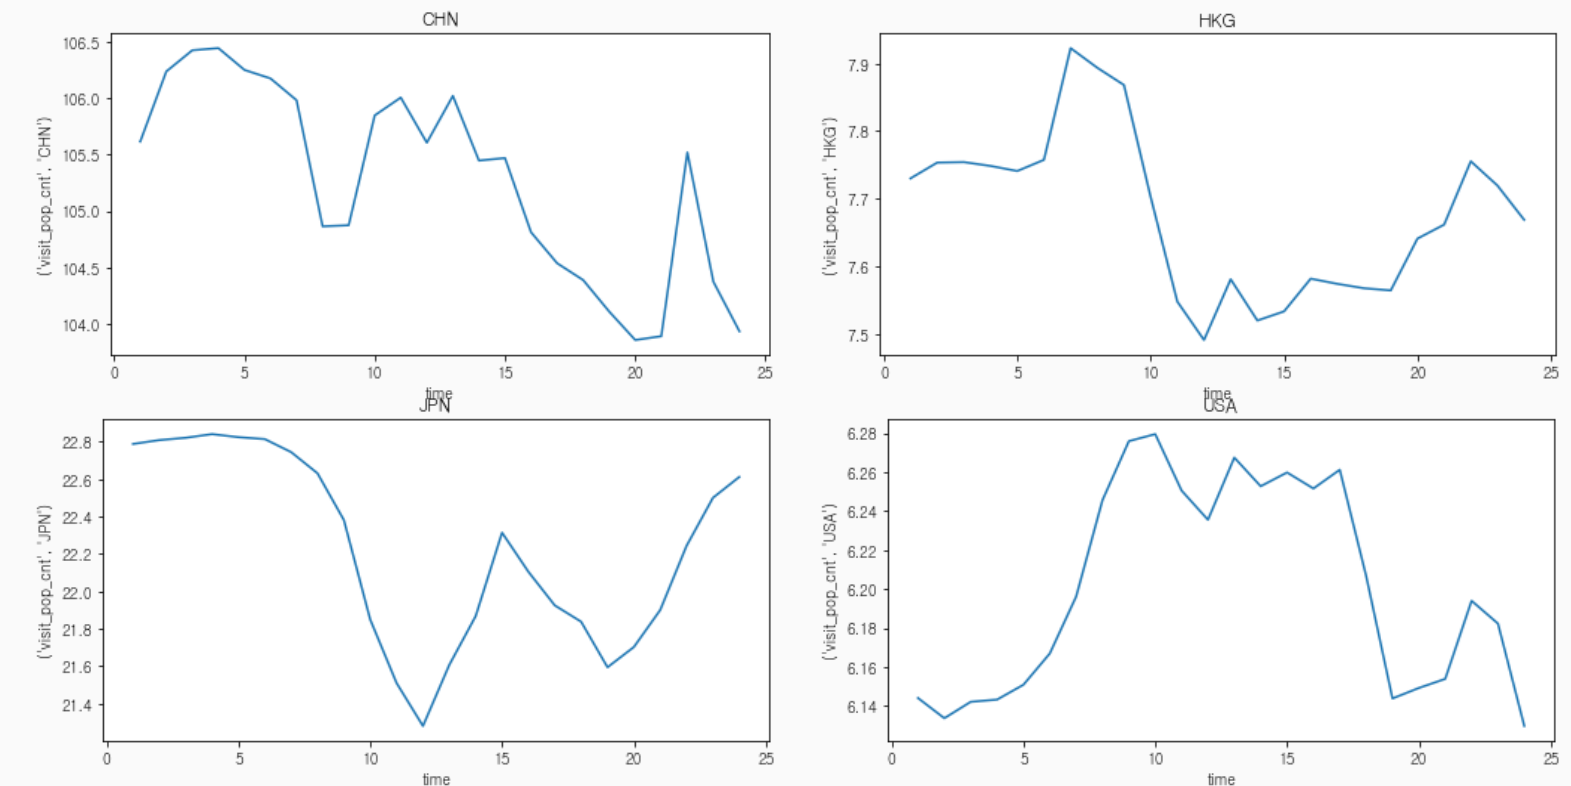 CHN
('visit_pop_cnt', 'CHN')
106.5
106.0
105.5
105.0
104.5
104.0
0 5 10 15 20 25
time
HKG
('visit_pop_cnt', 'HKG')
7.9
7.8
7.7
7.6
7.5
0 5 10 15 20 25
time
JPN
('visit_pop_cnt', 'JPN')
22.8
22.6
22.4
22.2
22.0
21.8
21.6
21.4
0 5 10 15 20 25
time
USA
('visit_pop_cnt', 'USA')
6.28
6.26
6.24
6.22
6.20
6.18
6.16
6.14
0 5 10 15 20 25
time